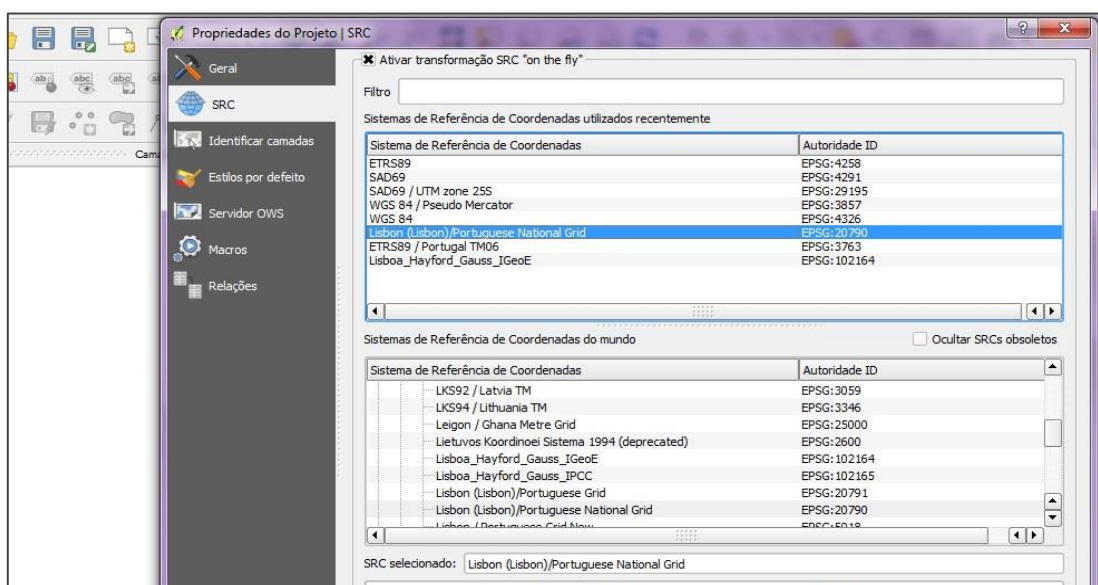 Propriedades do Projeto | SRC
Geral
SRC
Identificar camadas
Estilos por defeito
Servidor OWS
Macros
Relações
Ativar transformação SRC "on the fly"
Filtro
Sistemas de Referência de Coordenadas utilizados recentemente
Sistema de Referência de Coordenadas Autoridade ID
ETRS89 EPSG:4258
SAD69 EPSG:4291
SAD69 / UTM zone 25S EPSG:29195
WGS 84 / Pseudo Mercator EPSG:3857
WGS 84 EPSG:4326
Lisbon (Lisbon)/Portuguese National Grid EPSG:20790
ETRS89 / Portugal TM06 EPSG:3763
Lisboa_Hayford_Gauss_IGeoE EPSG:102164
Sistemas de Referência de Coordenadas do mundo Ocultar SRCs obsoletos
Sistema de Referência de Coordenadas Autoridade ID
LKS92 / Latvia TM EPSG:3059
LKS94 / Lithuania TM EPSG:3346
Leigon / Ghana Metre Grid EPSG:25000
Lietuvos Koordinoei Sistema 1994 (deprecated) EPSG:2600
Lisboa_Hayford_Gauss_IGeoE EPSG:102164
Lisboa_Hayford_Gauss_IPCC EPSG:102165
Lisbon (Lisbon)/Portuguese Grid EPSG:20791
Lisbon (Lisbon)/Portuguese National Grid EPSG:20790
SRC selecionado: Lisbon (Lisbon)/Portuguese National Grid